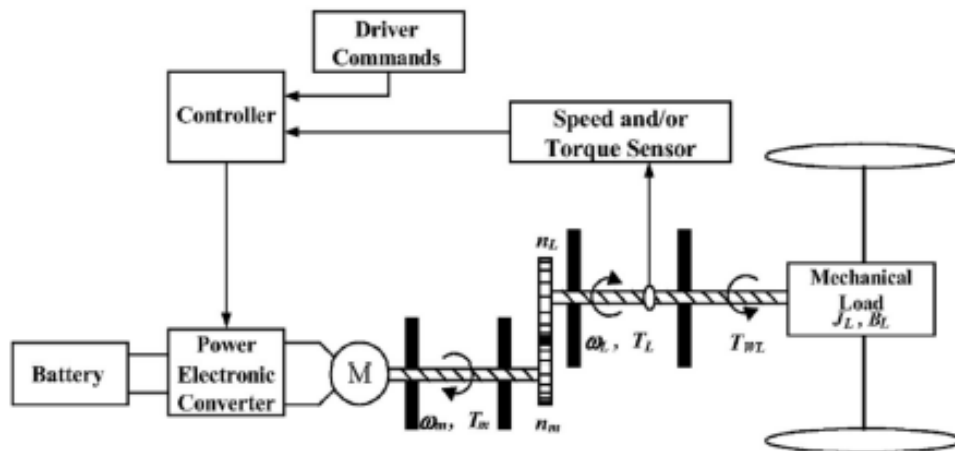 Driver
Commands
Controller
Speed and/or
Torque Sensor
n_L
Mechanical
Load
J_L , B_L
ω_L, T_L
T_WL
Power
Electronic
Converter
Battery
M
ω_m, T_m
n_m